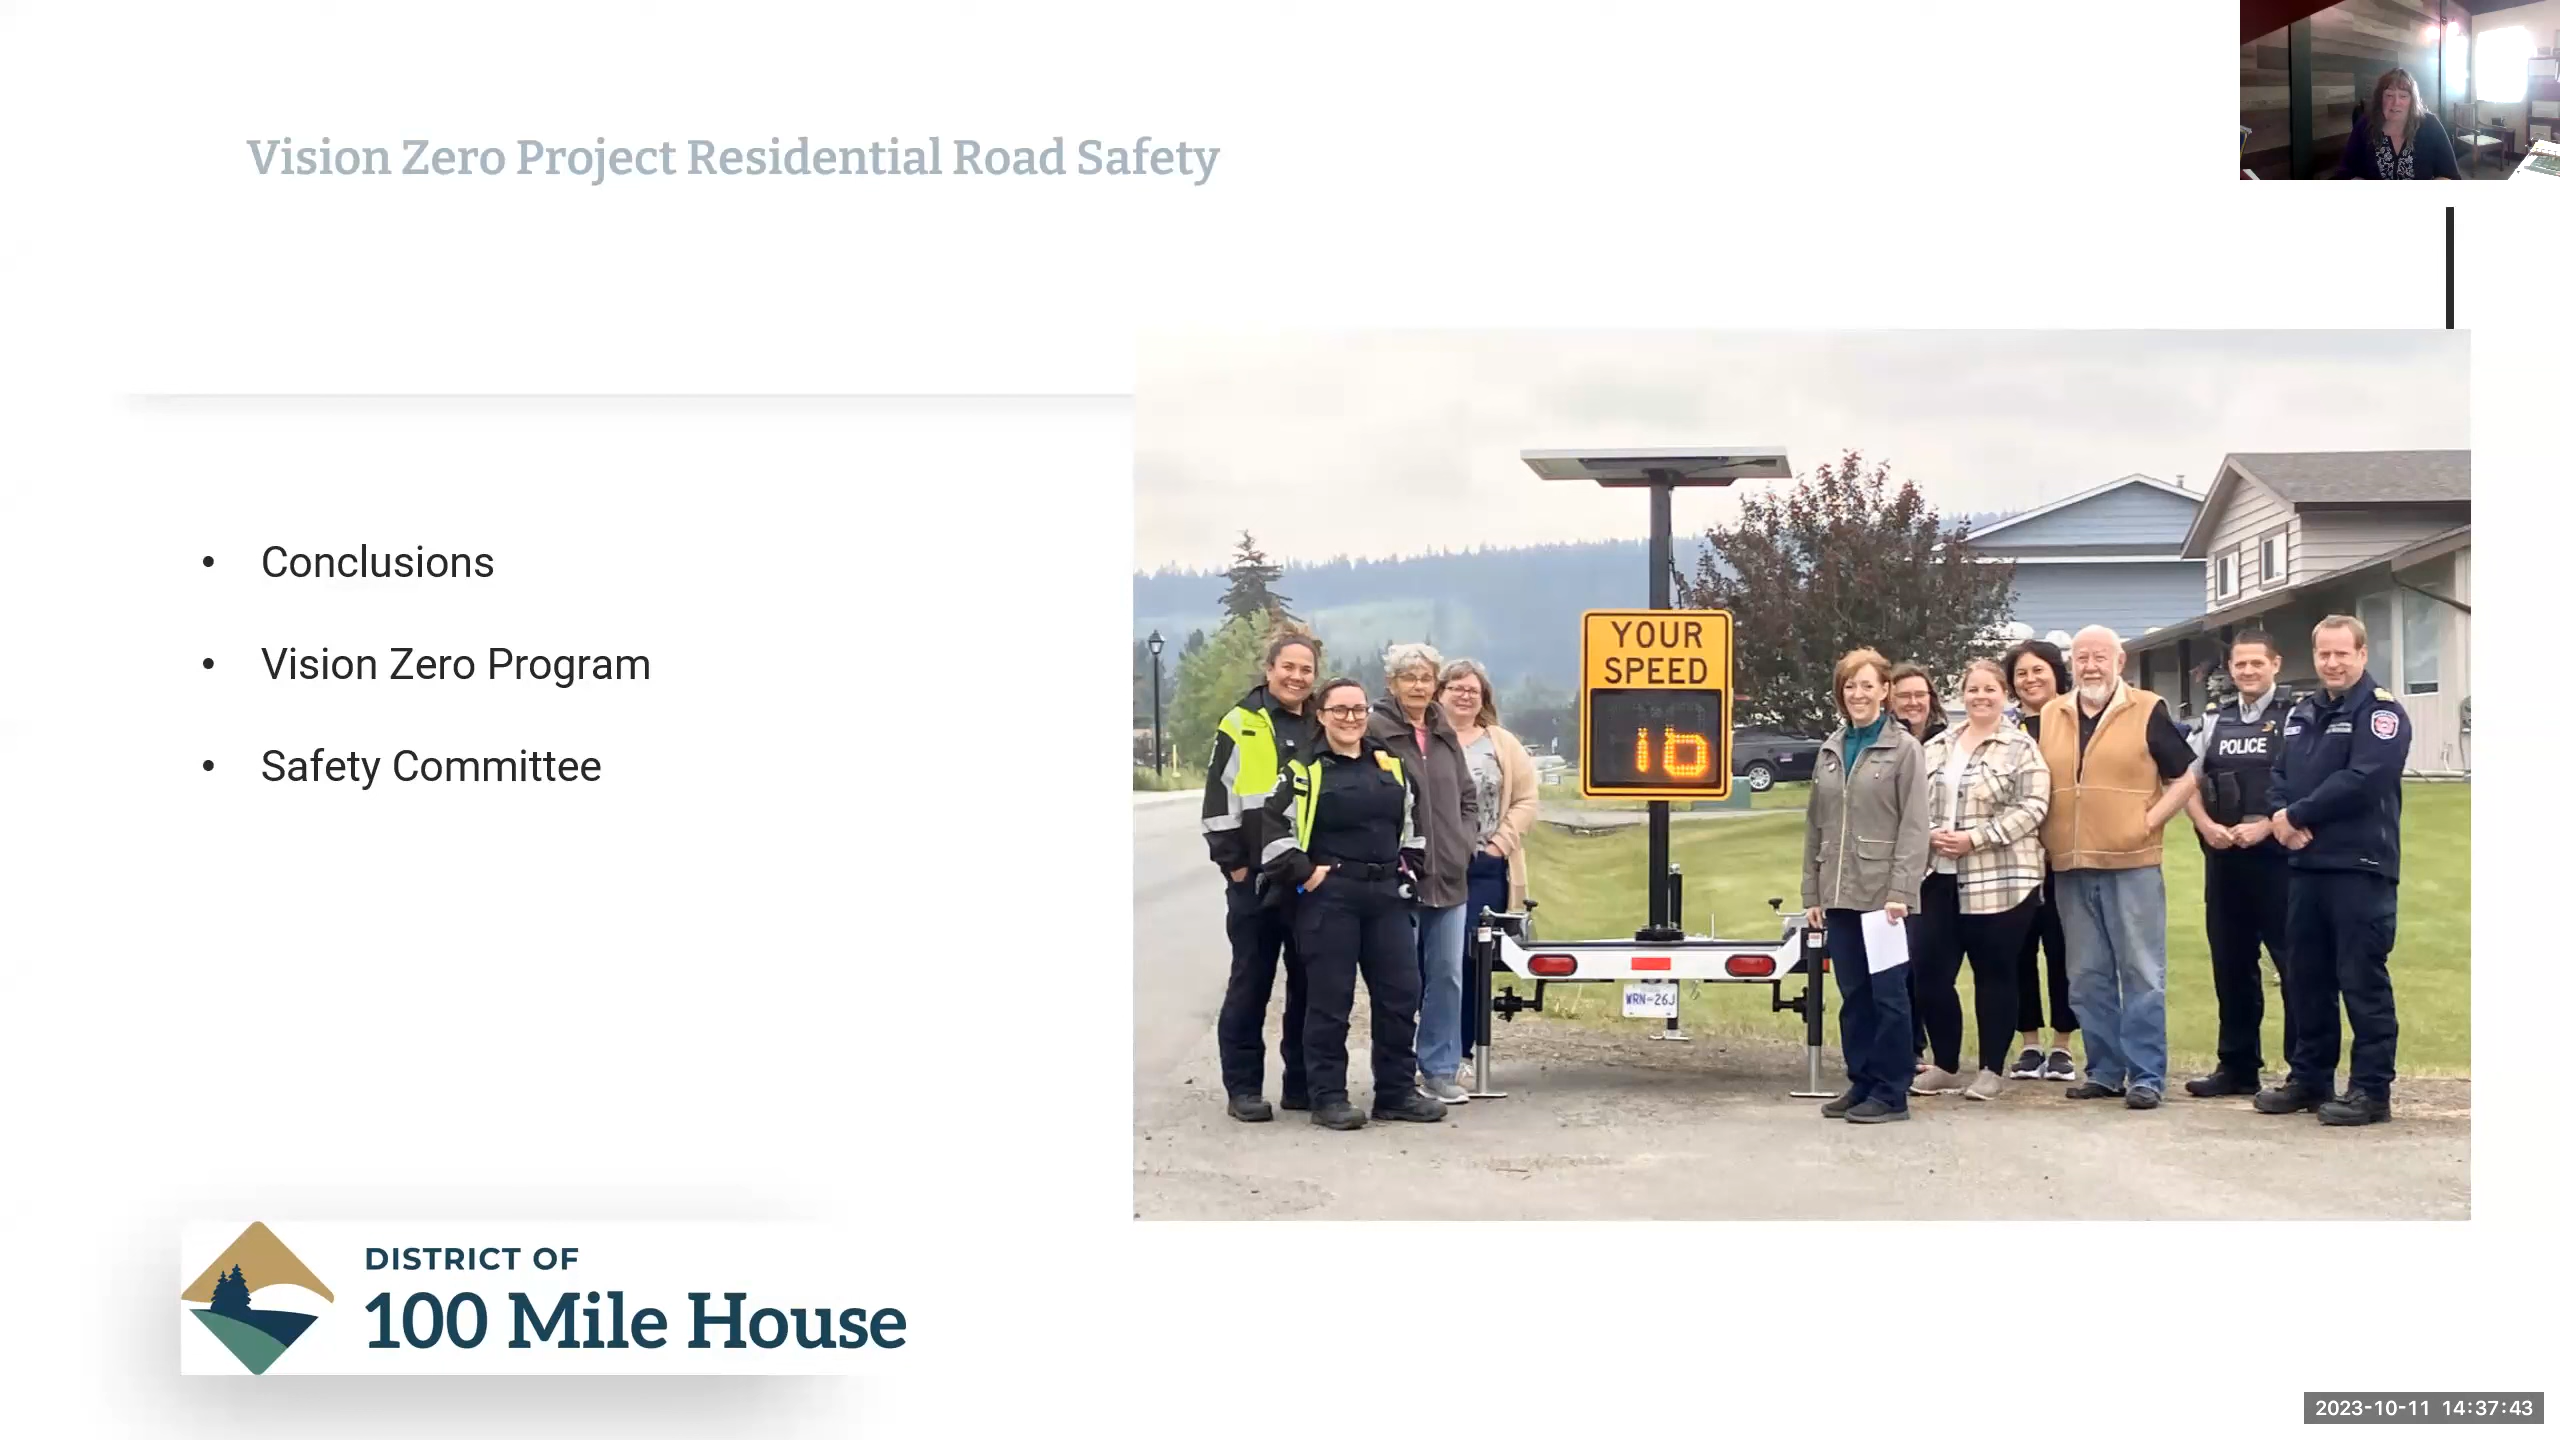 Vision Zero Project Residential Road Safety
• Conclusions
• Vision Zero Program
• Safety Committee
YOUR
SPEED
10
POLICE
WRN-26J
DISTRICT OF
100 Mile House
2023-10-11 14:37:43